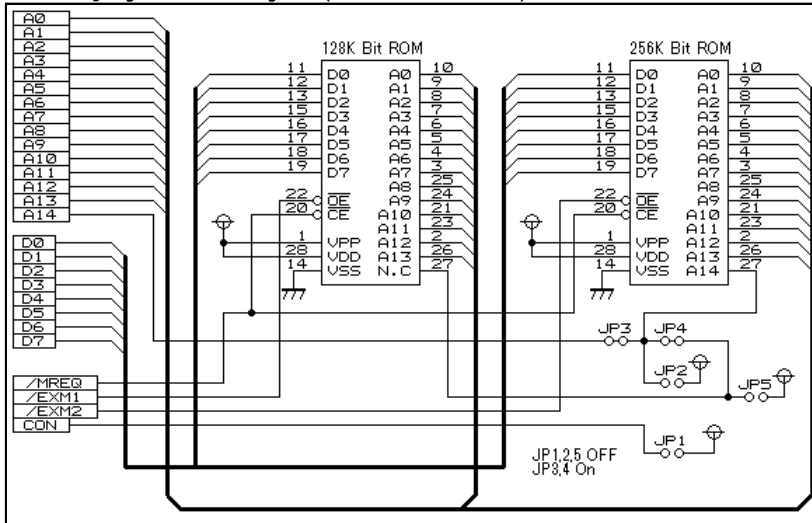 A0
A1
A2
A3
A4
A5
A6
A7
A8
A9
A10
A11
A12
A13
A14
D0
D1
D2
D3
D4
D5
D6
D7
/MREQ
/EXM1
/EXM2
CON
128K Bit ROM
11 D0 A0 10
12 D1 A1 9
13 D2 A2 8
15 D3 A3 7
16 D4 A4 6
17 D5 A5 5
18 D6 A6 4
19 D7 A7 3
A8 25
22 OE A9 24
20 CE A10 21
A11 23
1 VPP A12 2
28 VDD A13 26
14 VSS N.C 27
256K Bit ROM
11 D0 A0 10
12 D1 A1 9
13 D2 A2 8
15 D3 A3 7
16 D4 A4 6
17 D5 A5 5
18 D6 A6 4
19 D7 A7 3
A8 25
22 OE A9 24
20 CE A10 21
A11 23
1 VPP A12 2
28 VDD A13 26
14 VSS A14 27
JP3 JP4
JP2
JP5
JP1
JP1,2,5 OFF
JP3,4 On